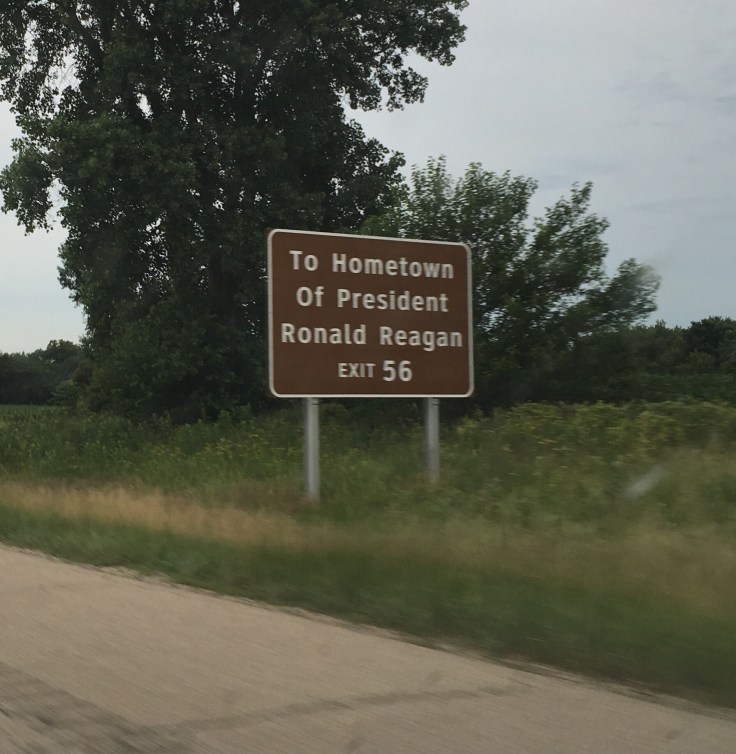 To Hometown
Of President
Ronald Reagan
EXIT 56